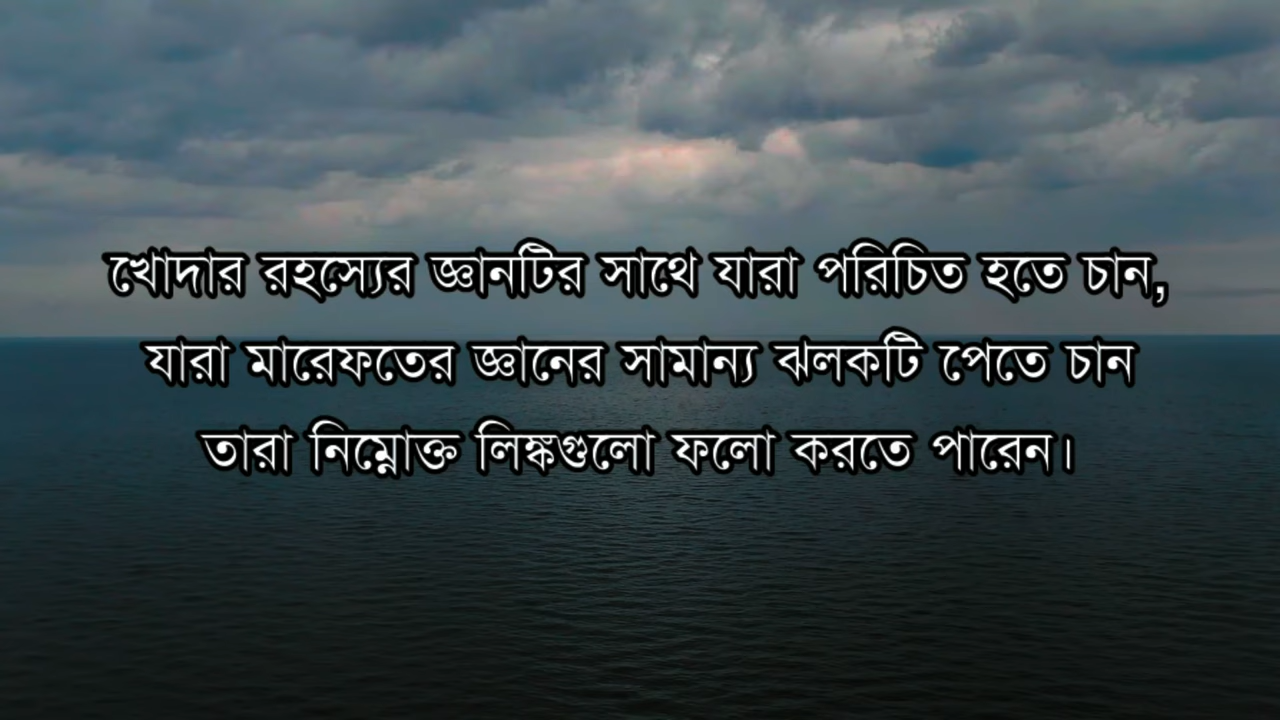 খোদার রহস্যের জ্ঞানটির সাথে যারা পরিচিত হতে চান,
যারা মারেফতের জ্ঞানের সামান্য ঝলকটি পেতে চান
তারা নিম্নোক্ত লিঙ্কগুলো ফলো করতে পারেন।